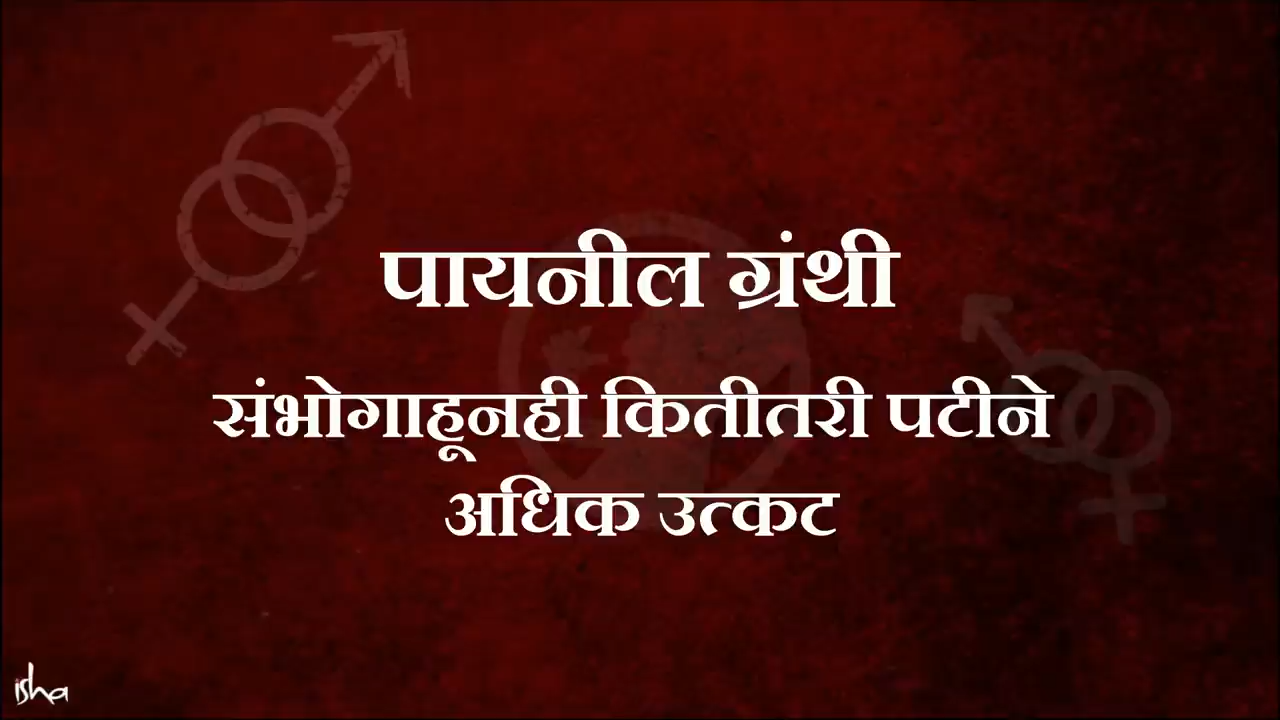 पायनील ग्रंथी
संभोगाहूनही कितीतरी पटीने
अधिक उत्कट
isha